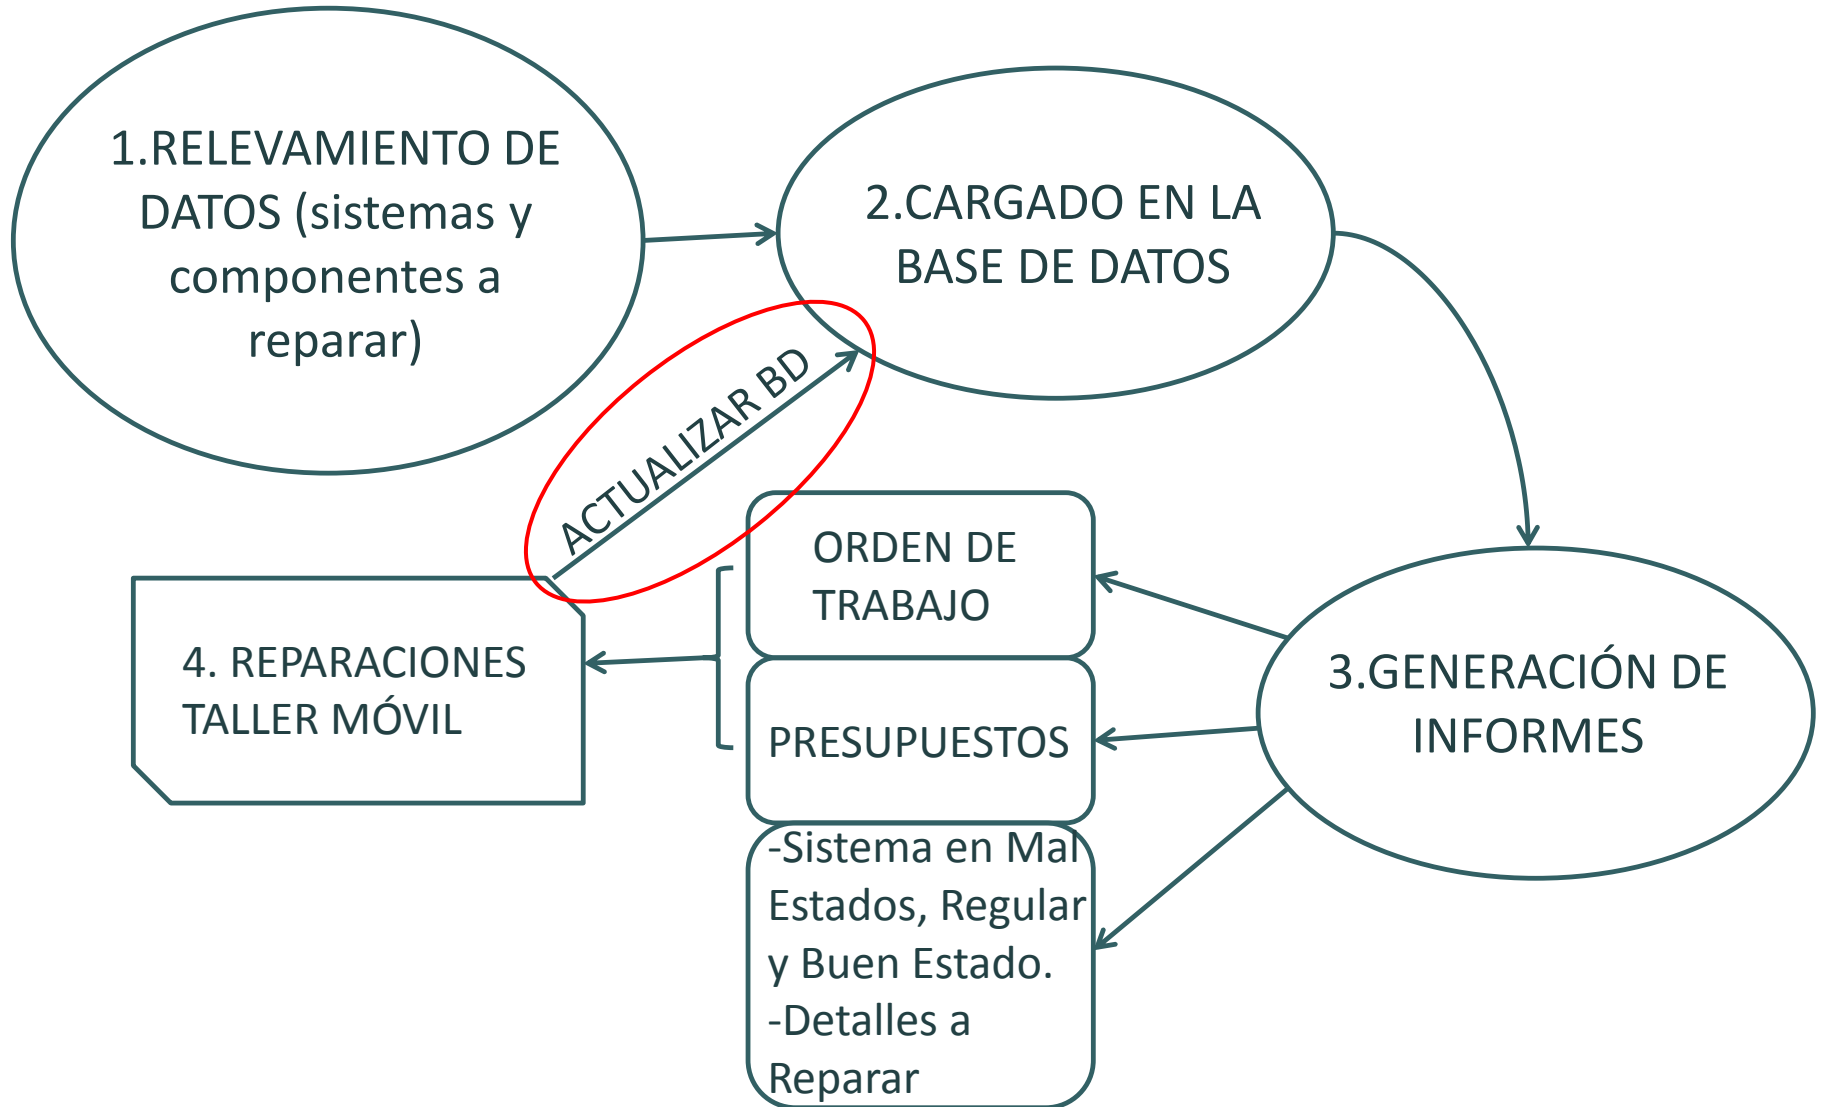 1.RELEVAMIENTO DE
DATOS (sistemas y
componentes a
reparar)
2.CARGADO EN LA
BASE DE DATOS
ACTUALIZAR BD
ORDEN DE
TRABAJO
4. REPARACIONES
TALLER MÓVIL
3.GENERACIÓN DE
INFORMES
PRESUPUESTOS
-Sistema en Mal
Estados, Regular
y Buen Estado.
-Detalles a
Reparar